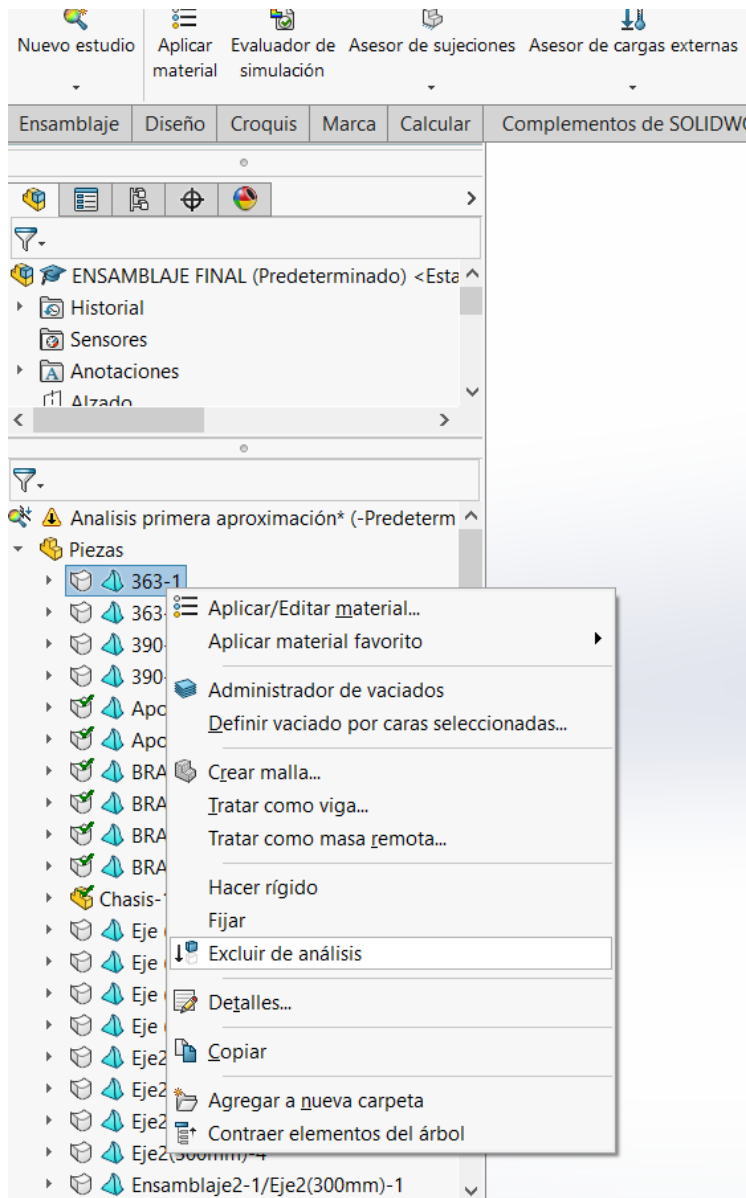 Nuevo estudio
Aplicar
material
Evaluador de
simulación
Asesor de sujeciones
Asesor de cargas externas
Ensamblaje
Diseño
Croquis
Marca
Calcular
Complementos de SOLIDW
ENSAMBLAJE FINAL (Predeterminado) <Esta
Historial
Sensores
Anotaciones
Alzado
Analisis primera aproximación* (-Predeterm
Piezas
363-1
363-
390-
390-
Apo
Apo
BRA
BRA
BRA
BRA
Chasis-1
Eje
Eje
Eje
Eje
Eje2
Eje2
Eje2
Eje2(300mm)-4
Ensamblaje2-1/Eje2(300mm)-1
Aplicar/Editar material...
Aplicar material favorito
Administrador de vaciados
Definir vaciado por caras seleccionadas...
Crear malla...
Tratar como viga...
Tratar como masa remota...
Hacer rígido
Fijar
Excluir de análisis
Detalles...
Copiar
Agregar a nueva carpeta
Contraer elementos del árbol